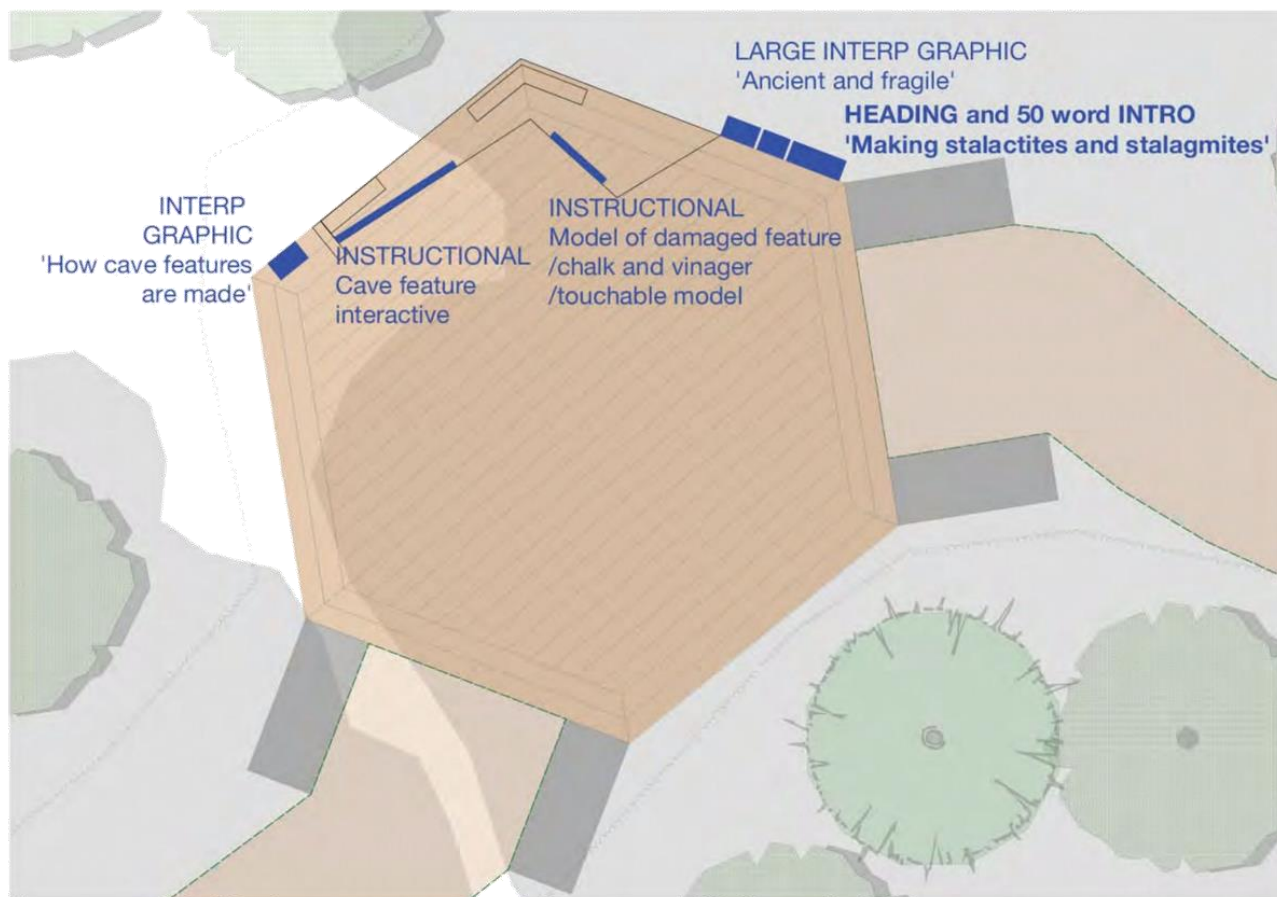 LARGE INTERP GRAPHIC
'Ancient and fragile'
HEADING and 50 word INTRO
'Making stalactites and stalagmites'
INTERP
GRAPHIC
'How cave features
are made'
INSTRUCTIONAL
Cave feature
interactive
INSTRUCTIONAL
Model of damaged feature
/chalk and vinager
/touchable model